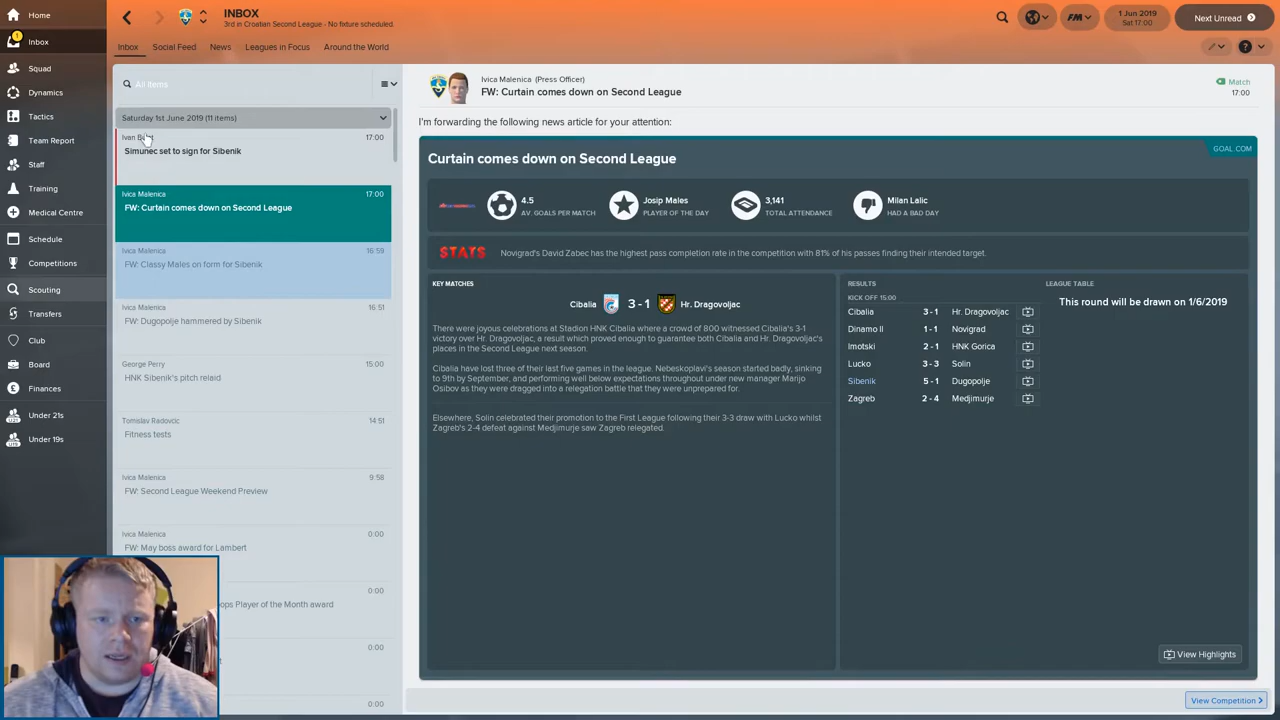 Home
Inbox
Squad
Dynamics
Tactics
Team Report
Staff
Training
Medical Centre
Schedule
Competitions
Scouting
Transfers
Club
Board
Finances
Under 21s
Under 19s
INBOX
3rd in Croatian Second League - No fixture scheduled.
FM
1 Jun 2019
Sat 17:00
Next Unread
Inbox
Social Feed
News
Leagues in Focus
Around the World
All Items
Saturday 1st June 2019 (11 items)
Ivan 17:00
Simunec set to sign for Sibenik
Ivica Malenica 17:00
FW: Curtain comes down on Second League
Ivica Malenica 16:59
FW: Classy Males on form for Sibenik
Ivica Malenica 16:51
FW: Dugopolje hammered by Sibenik
George Perry 15:00
HNK Sibenik's pitch relaid
Tomislav Radovcic 14:51
Fitness tests
Ivica Malenica 9:58
FW: Second League Weekend Preview
Ivica Malenica 0:00
FW: May boss award for Lambert
0:00
ops Player of the Month award
0:00
0:00
Ivica Malenica (Press Officer)
FW: Curtain comes down on Second League
Match
17:00
I'm forwarding the following news article for your attention:
Curtain comes down on Second League
GOAL.COM
4.5
AV. GOALS PER MATCH
Josip Males
PLAYER OF THE DAY
3,141
TOTAL ATTENDANCE
Milan Lalic
HAD A BAD DAY
STATS
Novigrad's David Zabec has the highest pass completion rate in the competition with 81% of his passes finding their intended target.
KEY MATCHES
Cibalia 3 - 1 Hr. Dragovoljac
There were joyous celebrations at Stadion HNK Cibalia where a crowd of 800 witnessed Cibalia's 3-1
victory over Hr. Dragovoljac, a result which proved enough to guarantee both Cibalia and Hr. Dragovoljac's
places in the Second League next season.
Cibalia have lost three of their last five games in the league. Nebeskoplavi's season started badly, sinking
to 9th by September, and performing well below expectations throughout under new manager Marijo
Osibov as they were dragged into a relegation battle that they were unprepared for.
Elsewhere, Solin celebrated their promotion to the First League following their 3-3 draw with Lucko whilst
Zagreb's 2-4 defeat against Medjimurje saw Zagreb relegated.
RESULTS
KICK OFF 15:00
Cibalia 3 - 1 Hr. Dragovoljac
Dinamo II 1 - 1 Novigrad
Imotski 2 - 1 HNK Gorica
Lucko 3 - 3 Solin
Sibenik 5 - 1 Dugopolje
Zagreb 2 - 4 Medjimurje
LEAGUE TABLE
This round will be drawn on 1/6/2019
View Highlights
View Competition